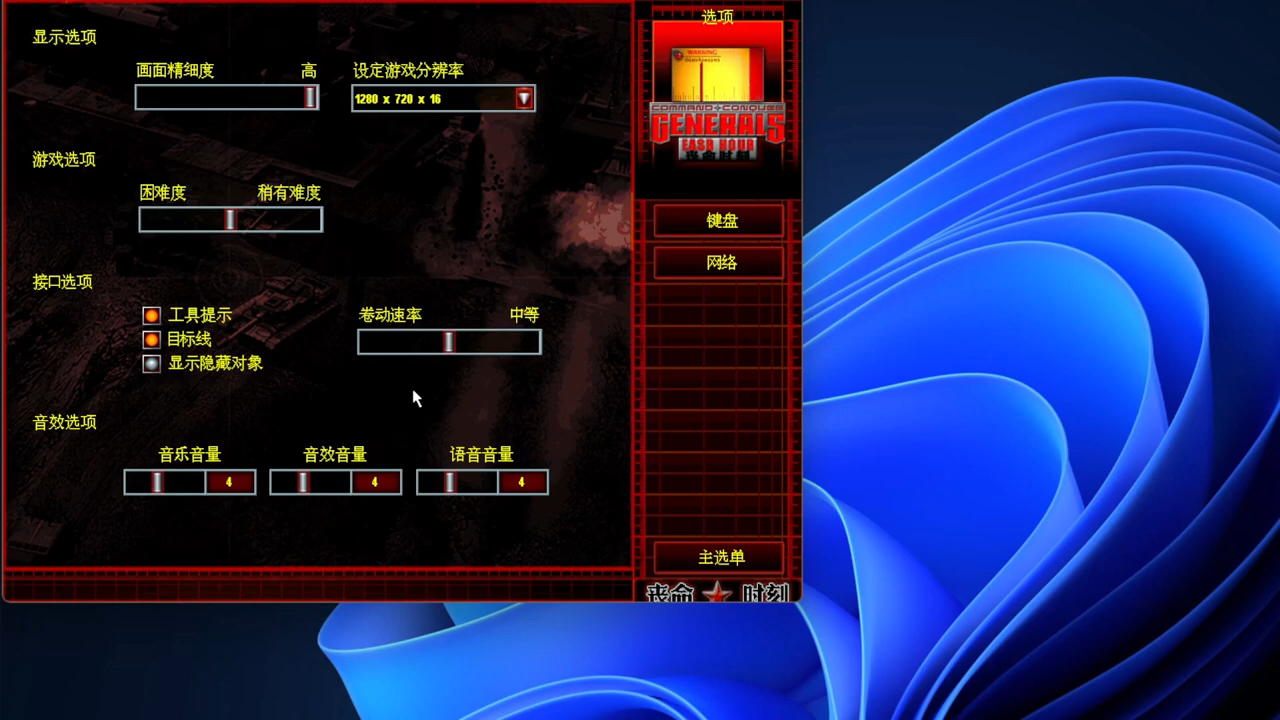 显示选项
画面精细度 高
设定游戏分辨率
1280 x 720 x 16
游戏选项
困难度 稍有难度
接口选项
工具提示
目标线
显示隐藏对象
卷动速率 中等
音效选项
音乐音量
4
音效音量
4
语音音量
4
选项
WARNING
COMMAND & CONQUER
GENERALS
键盘
网络
主选单
丧命 时刻